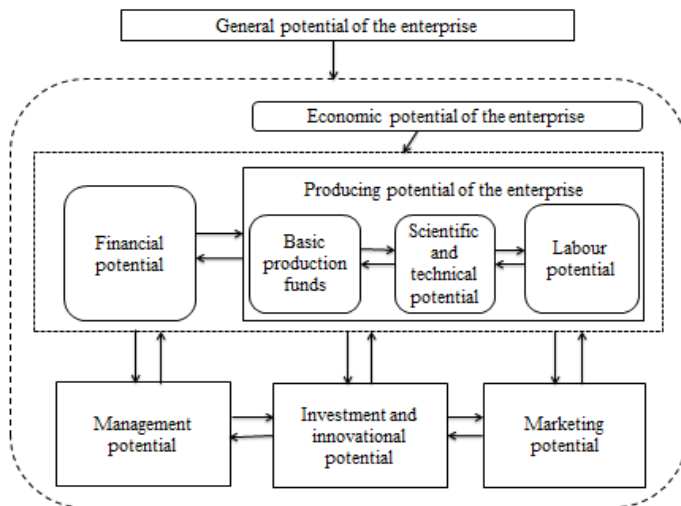 General potential of the enterprise
Economic potential of the enterprise
Producing potential of the enterprise
Financial
potential
Basic
production
funds
Scientific
and
technical
potential
Labour
potential
Management
potential
Investment and
innovational
potential
Marketing
potential